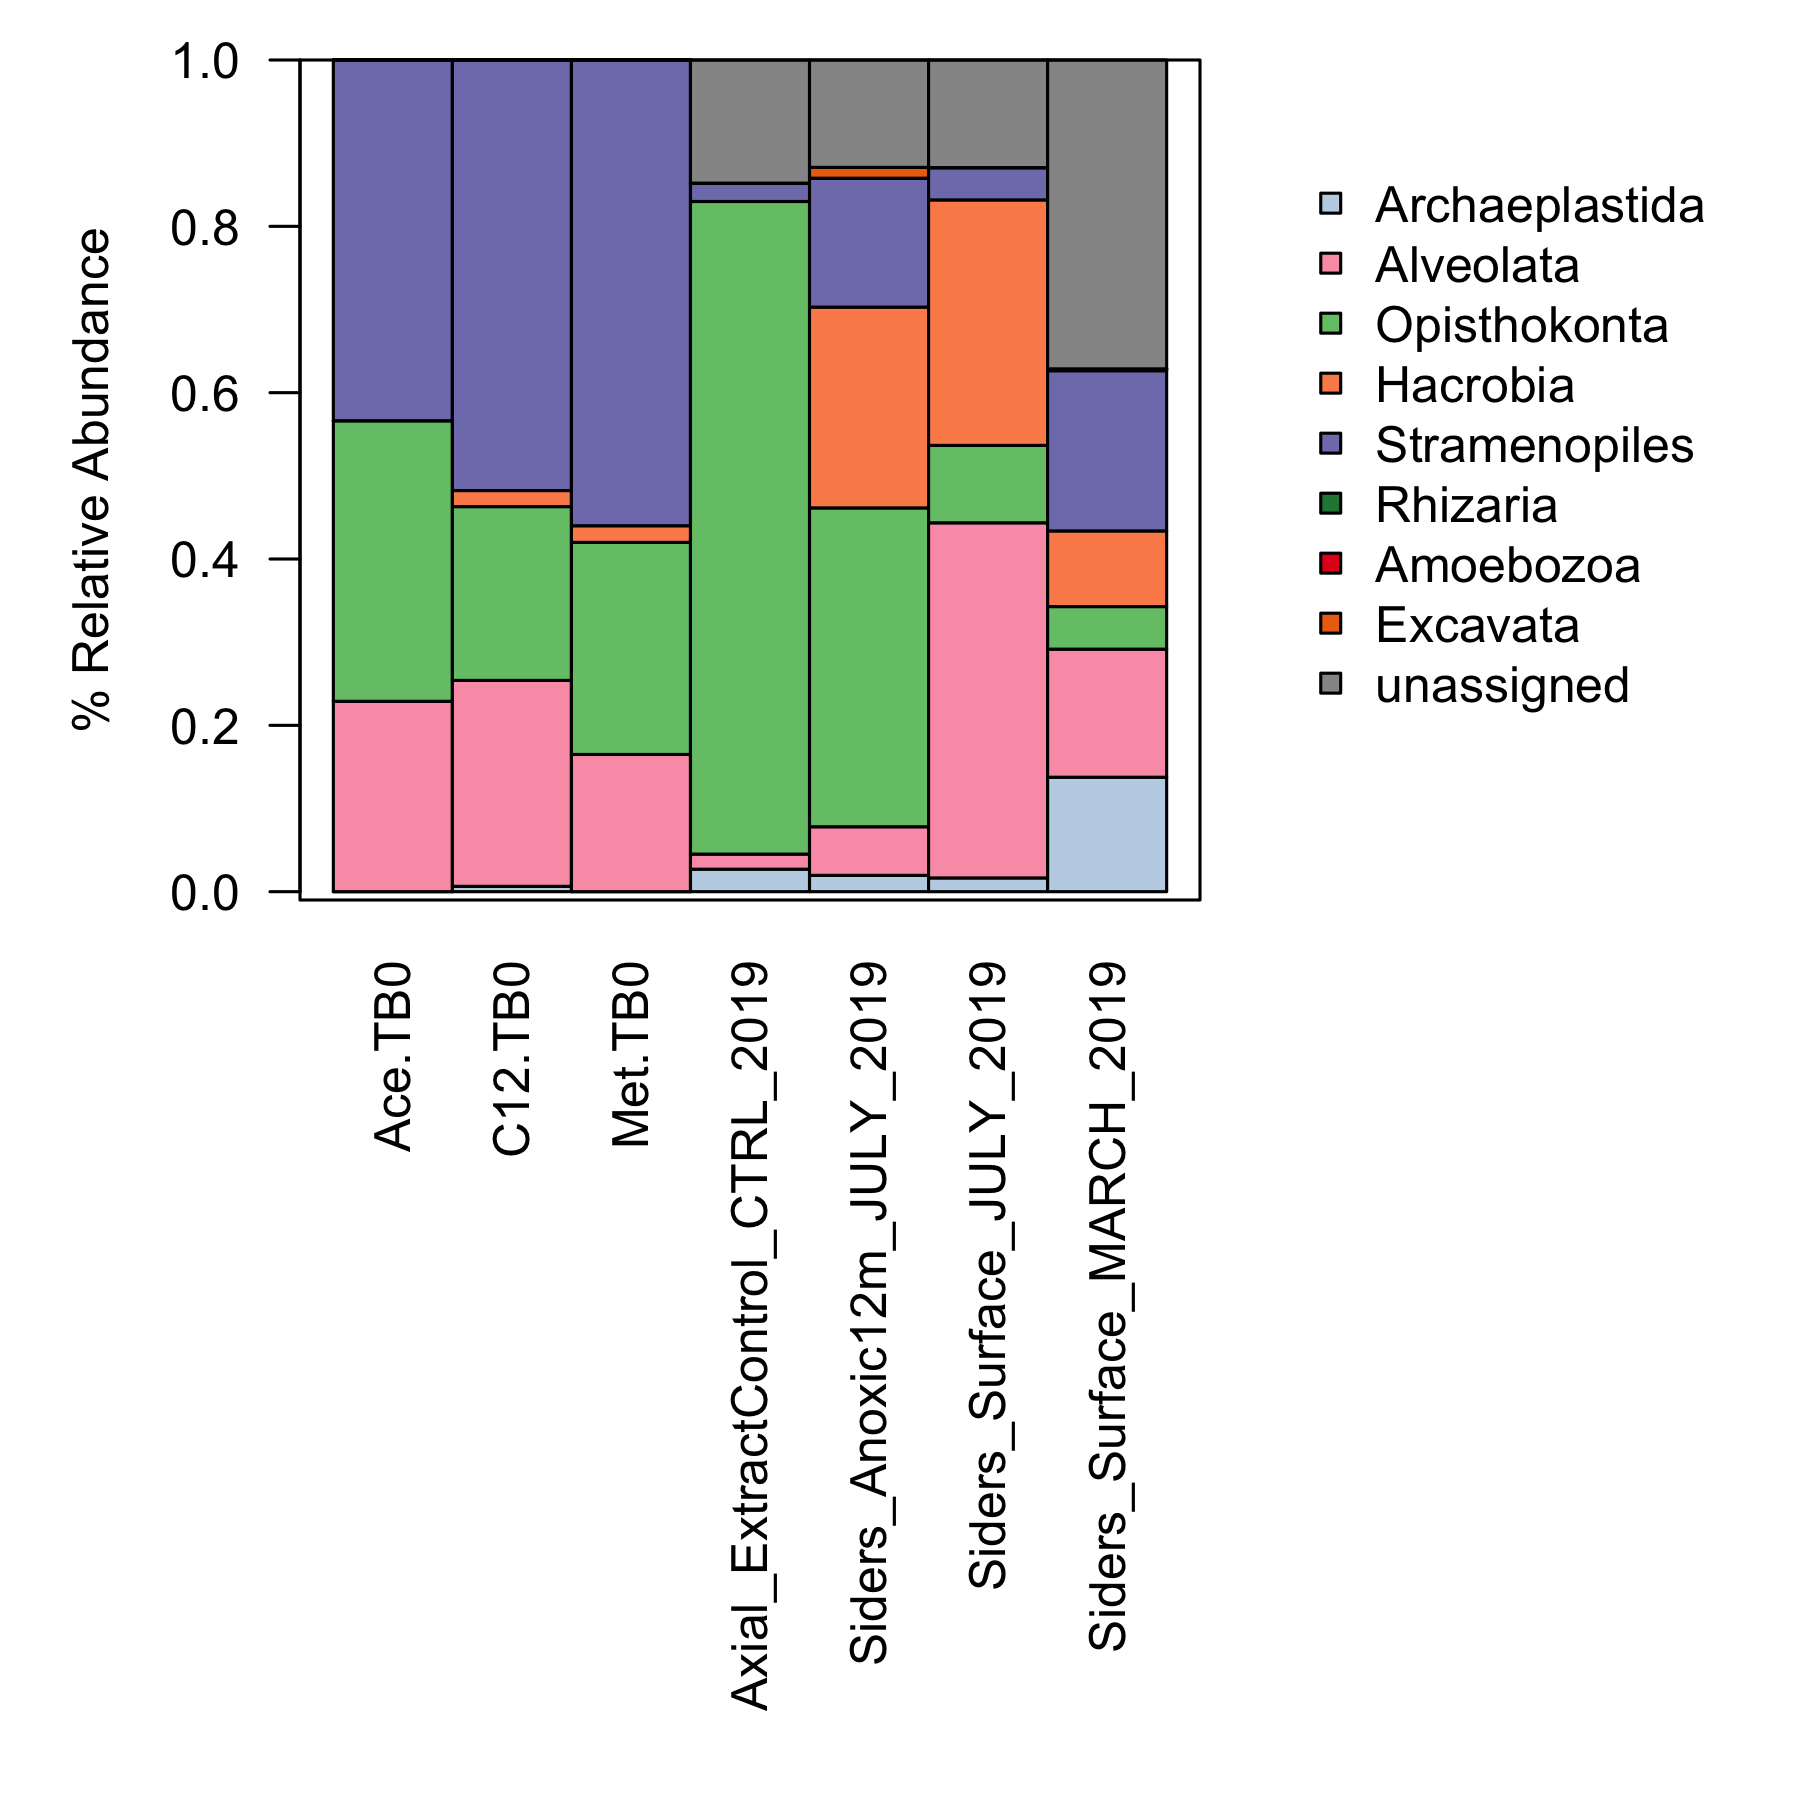 % Relative Abundance
1.0
0.8
0.6
0.4
0.2
0.0
Ace.TB0
C12.TB0
Met.TB0
Axial_ExtractControl_CTRL_2019
Siders_Anoxic12m_JULY_2019
Siders_Surface_JULY_2019
Siders_Surface_MARCH_2019
Archaeplastida
Alveolata
Opisthokonta
Hacrobia
Stramenopiles
Rhizaria
Amoebozoa
Excavata
unassigned